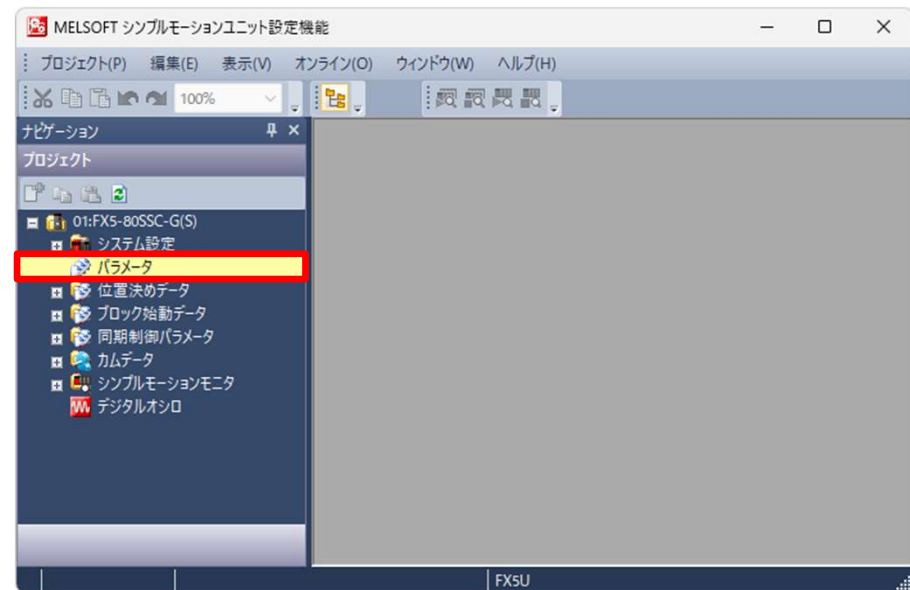 MELSOFT シンプルモーションユニット設定機能
プロジェクト(P) 編集(E) 表示(V) オンライン(O) ウィンドウ(W) ヘルプ(H)
100%
ナビゲーション
プロジェクト
01:FX5-80SSC-G(S)
システム設定
パラメータ
位置決めデータ
ブロック始動データ
同期制御パラメータ
カムデータ
シンプルモーションモニタ
デジタルオシロ
FX5U